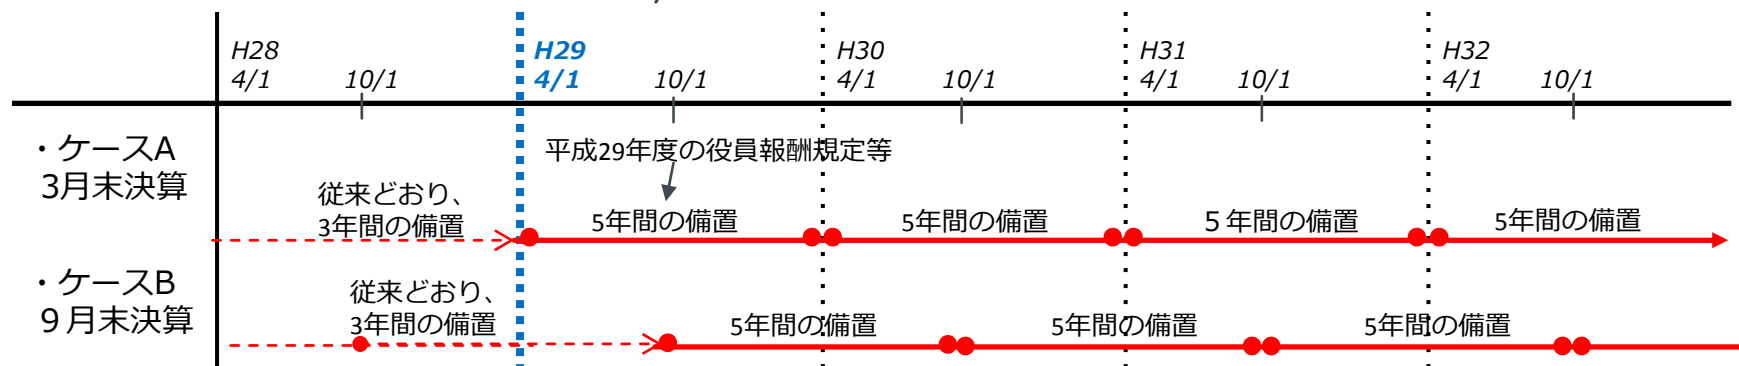 H28
4/1
10/1
H29
4/1
10/1
H30
4/1
10/1
H31
4/1
10/1
H32
4/1
10/1
・ケースA
3月末決算
平成29年度の役員報酬規定等
従来どおり、
3年間の備置
5年間の備置
5年間の備置
５年間の備置
5年間の備置
・ケースB
９月末決算
従来どおり、
3年間の備置
5年間の備置
5年間の備置
5年間の備置